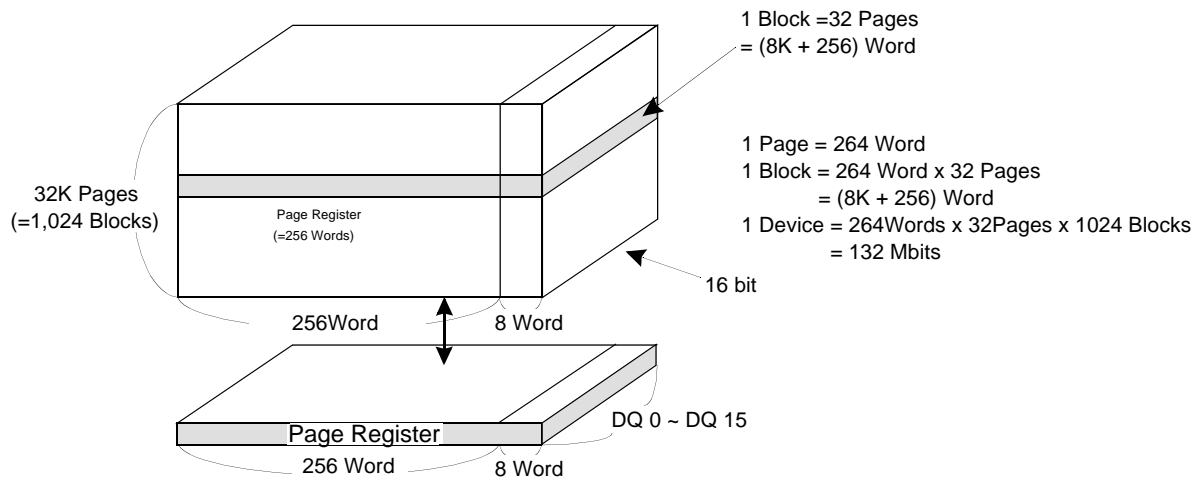 1 Block =32 Pages
= (8K + 256) Word
1 Page = 264 Word
1 Block = 264 Word x 32 Pages
= (8K + 256) Word
1 Device = 264Words x 32Pages x 1024 Blocks
= 132 Mbits
32K Pages
(=1,024 Blocks)
Page Register
(=256 Words)
16 bit
256Word
8 Word
Page Register
DQ 0 ~ DQ 15
256 Word
8 Word